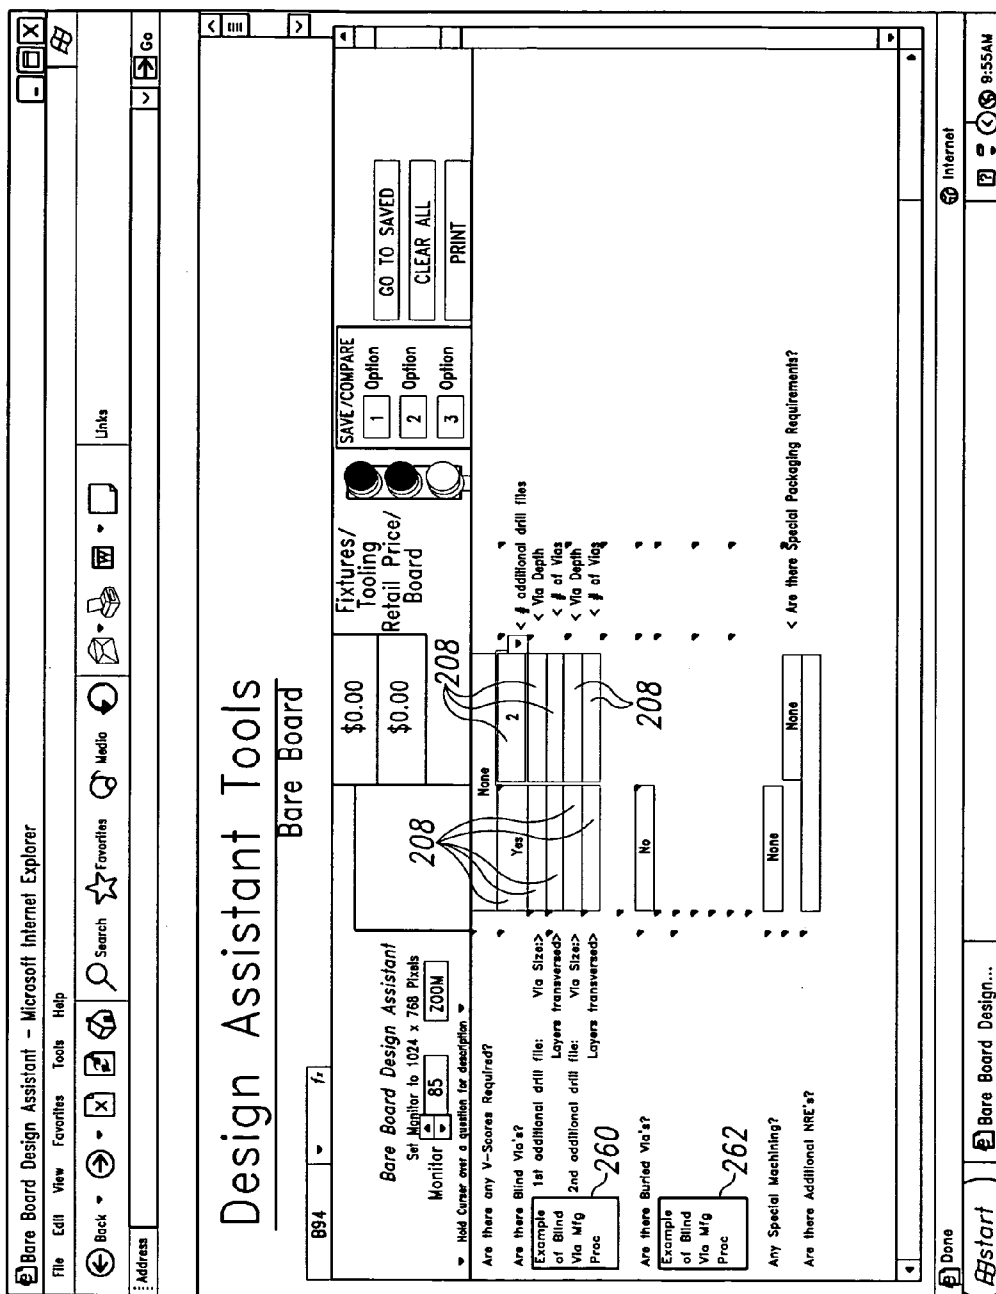 Bare Board Design Assistant - Microsoft Internet Explorer
File Edit View Favorites Tools Help
Back Search Favorites Media Links
Address Go
Design Assistant Tools
Bare Board
B94 fx
Bare Board Design Assistant
Set Monitor to 1024 x 768 Pixels
Monitor 85 ZOOM
Hold Cursor over a question for description
$0.00 Fixtures/
Tooling
$0.00 Retail Price/
Board
SAVE/COMPARE
1 Option
2 Option
3 Option
GO TO SAVED
CLEAR ALL
PRINT
208
208
208
Are there any V-Scores Required? None
Are there Blind Via's? Yes 2 < # additional drill files
1st additional drill file: Via Size:> < Via Depth
Layers transversed> < # of Vias
2nd additional drill file: Via Size:> < Via Depth
Layers transversed> < # of Vias
Example
of Blind
Via Mfg
Proc
260
Are there Buried Via's? No
Example
of Blind
Via Mfg
Proc
262
Any Special Machining? None
None < Are there Special Packaging Requirements?
Are there Additional NRE's?
Done Internet
start Bare Board Design... 9:55AM